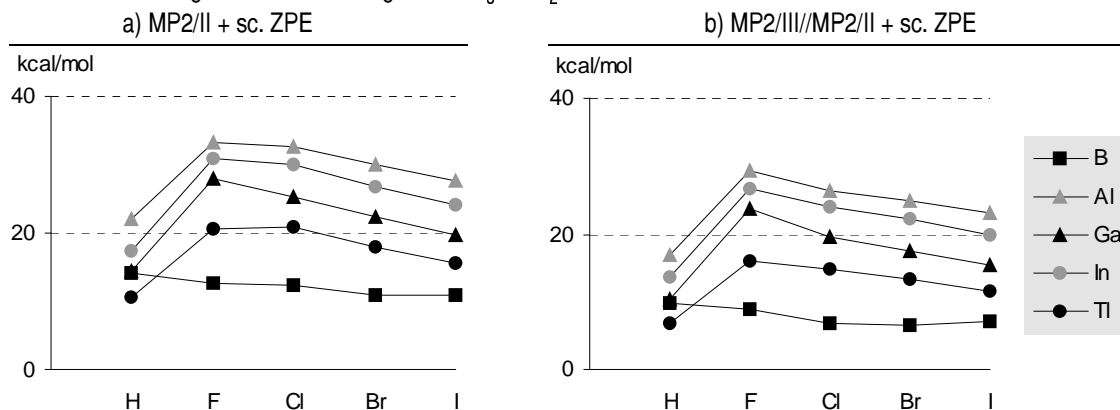 a) MP2/II + sc. ZPE
b) MP2/III//MP2/II + sc. ZPE
kcal/mol
40
20
0
H F Cl Br I
kcal/mol
40
20
0
H F Cl Br I
B
Al
Ga
In
Tl